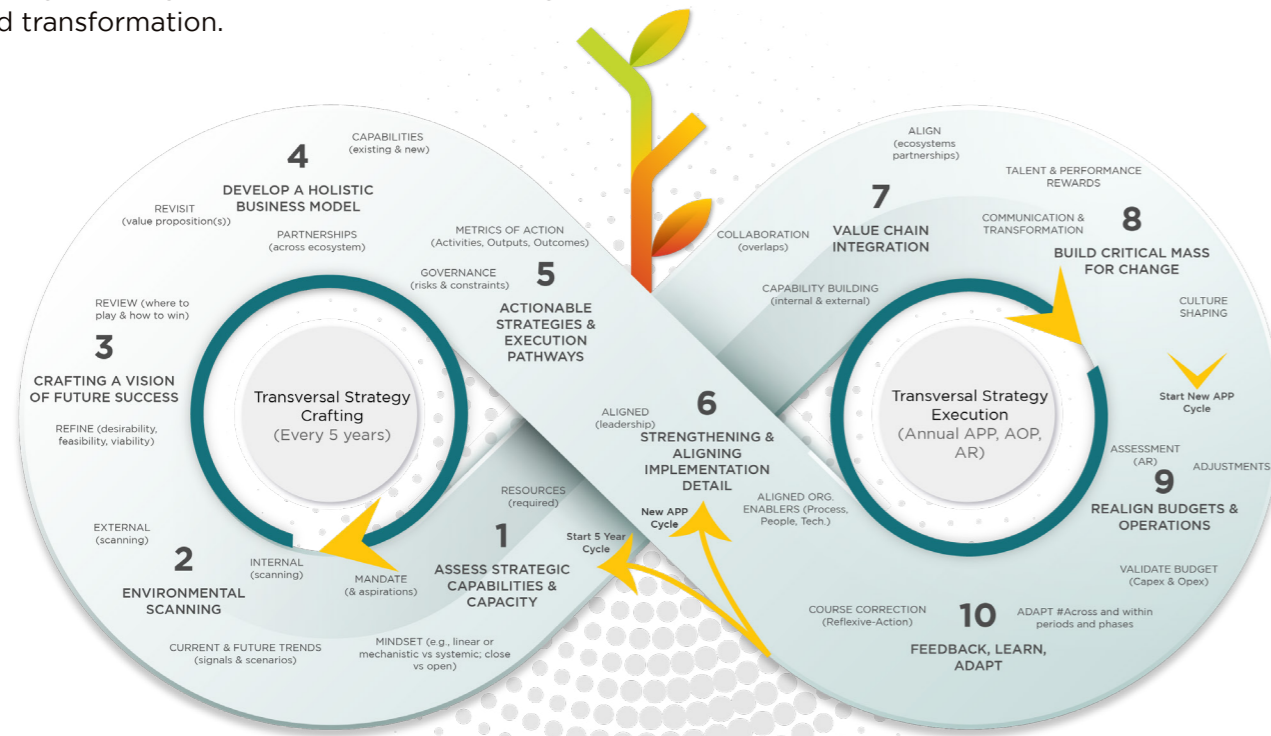 d transformation.
CAPABILITIES
(existing & new)
4
DEVELOP A HOLISTIC
BUSINESS MODEL
REVISIT
(value proposition(s))
PARTNERSHIPS
(across ecosystem)
METRICS OF ACTION
(Activities, Outputs, Outcomes)
GOVERNANCE
(risks & constraints)
5
ACTIONABLE
STRATEGIES &
EXECUTION
PATHWAYS
REVIEW (where to
play & how to win)
3
CRAFTING A VISION
OF FUTURE SUCCESS
REFINE (desirability,
feasibility, viability)
Transversal Strategy
Crafting
(Every 5 years)
EXTERNAL
(scanning)
2
ENVIRONMENTAL
SCANNING
INTERNAL
(scanning)
CURRENT & FUTURE TRENDS
(signals & scenarios)
RESOURCES
(required)
1
ASSESS STRATEGIC
CAPABILITIES &
CAPACITY
MANDATE
(& aspirations)
MINDSET (e.g., linear or
mechanistic vs systemic; close
vs open)
Start 5 Year
Cycle
New APP
Cycle
ALIGNED
(leadership)
6
STRENGTHENING &
ALIGNING
IMPLEMENTATION
DETAIL
ALIGNED ORG.
ENABLERS (Process,
People, Tech.)
ALIGN
(ecosystems
partnerships)
7
VALUE CHAIN
INTEGRATION
COLLABORATION
(overlaps)
CAPABILITY BUILDING
(internal & external)
TALENT & PERFORMANCE
REWARDS
COMMUNICATION &
TRANSFORMATION
8
BUILD CRITICAL MASS
FOR CHANGE
CULTURE
SHAPING
Start New APP
Cycle
Transversal Strategy
Execution
(Annual APP, AOP,
AR)
ASSESSMENT
(AR)
ADJUSTMENTS
9
REALIGN BUDGETS &
OPERATIONS
VALIDATE BUDGET
(Capex & Opex)
COURSE CORRECTION
(Reflexive-Action)
10
FEEDBACK, LEARN,
ADAPT
ADAPT #Across and within
periods and phases